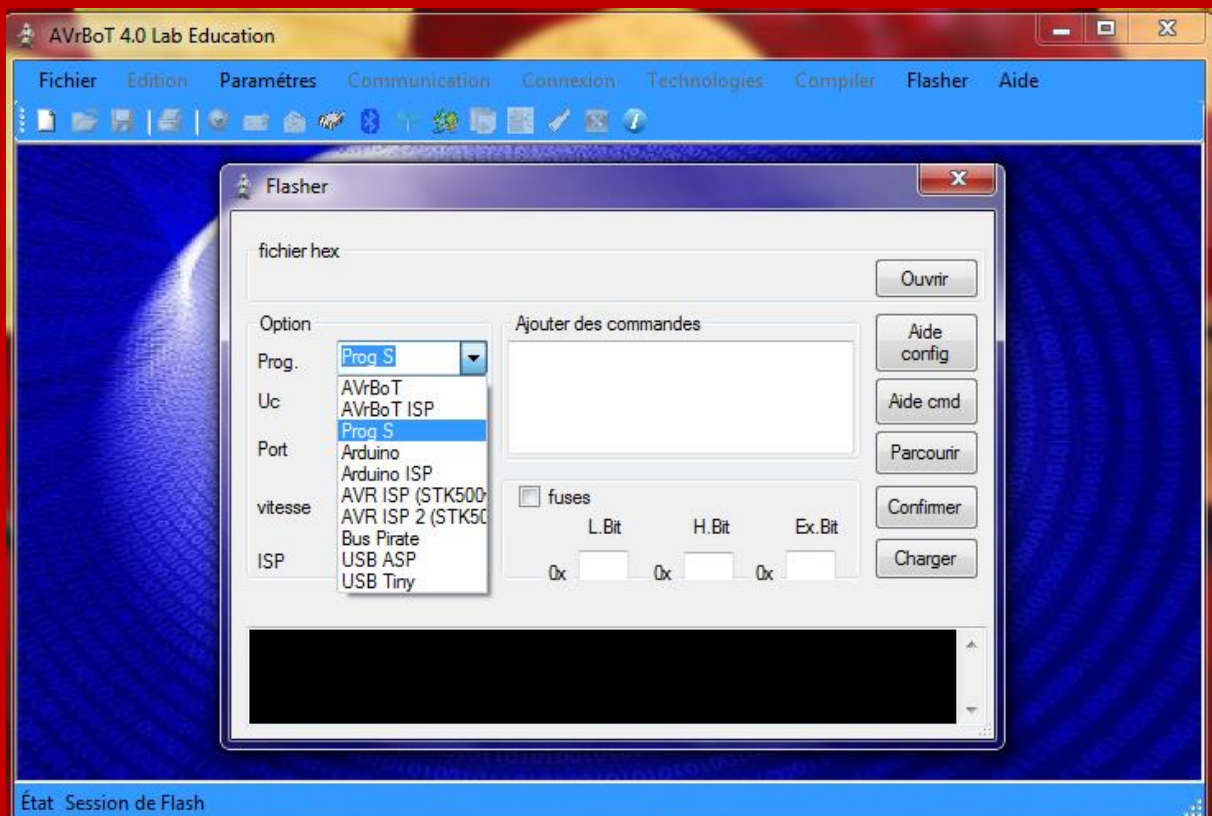 AVrBoT 4.0 Lab Education
Fichier Edition Paramétres Communication Connexion Technologies Compiler Flasher Aide
Flasher
fichier hex
Ouvrir
Option
Ajouter des commandes
Aide config
Prog.
Prog S
AVrBoT
AVrBoT ISP
Prog S
Arduino
Arduino ISP
AVR ISP (STK500
AVR ISP 2 (STK50
Bus Pirate
USB ASP
USB Tiny
Uc
Aide cmd
Port
Parcourir
vitesse
fuses
Confirmer
L.Bit H.Bit Ex.Bit
ISP
0x 0x 0x
Charger
État Session de Flash